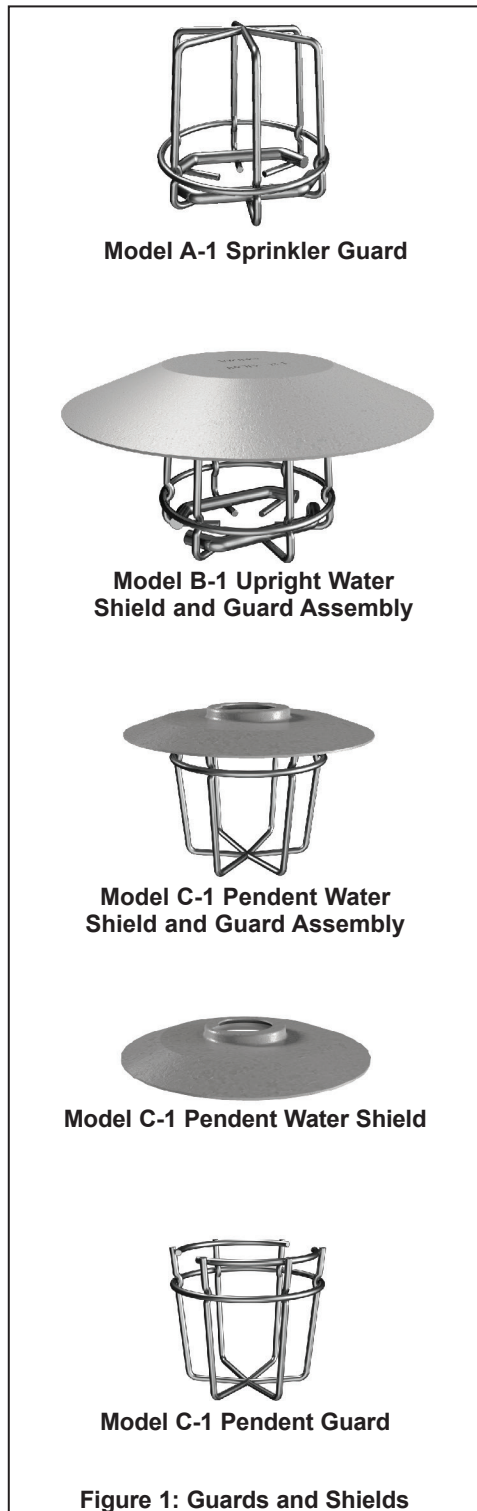 Model A-1 Sprinkler Guard
Model B-1 Upright Water
Shield and Guard Assembly
Model C-1 Pendent Water
Shield and Guard Assembly
Model C-1 Pendent Water Shield
Model C-1 Pendent Guard
Figure 1: Guards and Shields